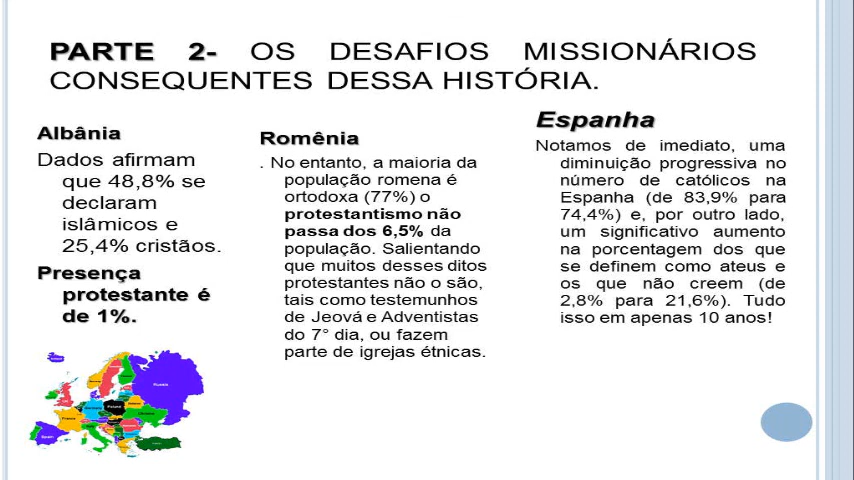 PARTE 2- OS DESAFIOS MISSIONÁRIOS
CONSEQUENTES DESSA HISTÓRIA.
Albânia
Dados afirmam
que 48,8% se
declaram
islâmicos e
25,4% cristãos.
Presença
protestante é
de 1%.
Romênia
. No entanto, a maioria da
população romena é
ortodoxa (77%) o
protestantismo não
passa dos 6,5% da
população. Salientando
que muitos desses ditos
protestantes não o são,
tais como testemunhos
de Jeová e Adventistas
do 7° dia, ou fazem
parte de igrejas étnicas.
Espanha
Notamos de imediato, uma
diminuição progressiva no
número de católicos na
Espanha (de 83,9% para
74,4%) e, por outro lado,
um significativo aumento
na porcentagem dos que
se definem como ateus e
os que não creem (de
2,8% para 21,6%). Tudo
isso em apenas 10 anos!
Russia
Spain